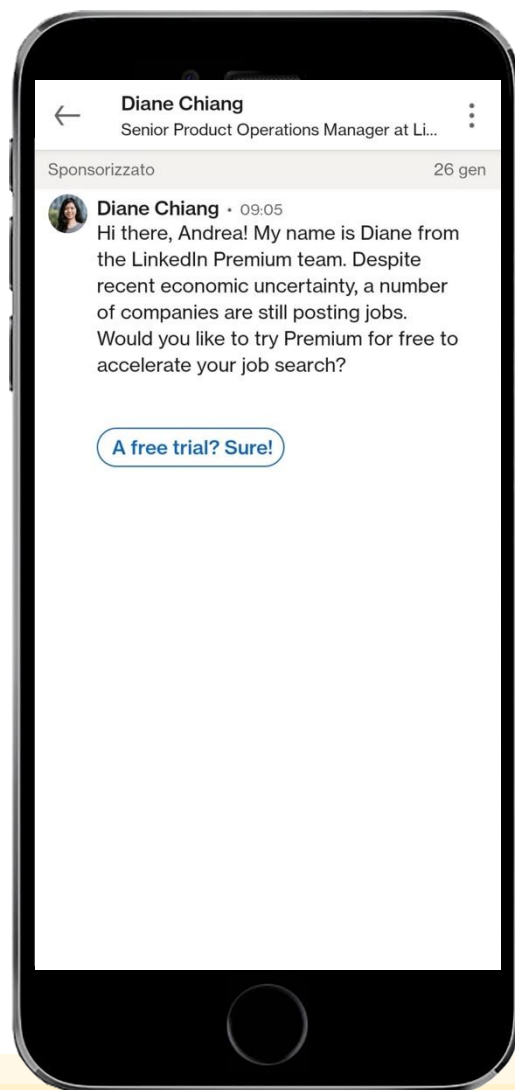 Diane Chiang
Senior Product Operations Manager at Li...
Sponsorizzato 26 gen
Diane Chiang • 09:05
Hi there, Andrea! My name is Diane from
the LinkedIn Premium team. Despite
recent economic uncertainty, a number
of companies are still posting jobs.
Would you like to try Premium for free to
accelerate your job search?
A free trial? Sure!